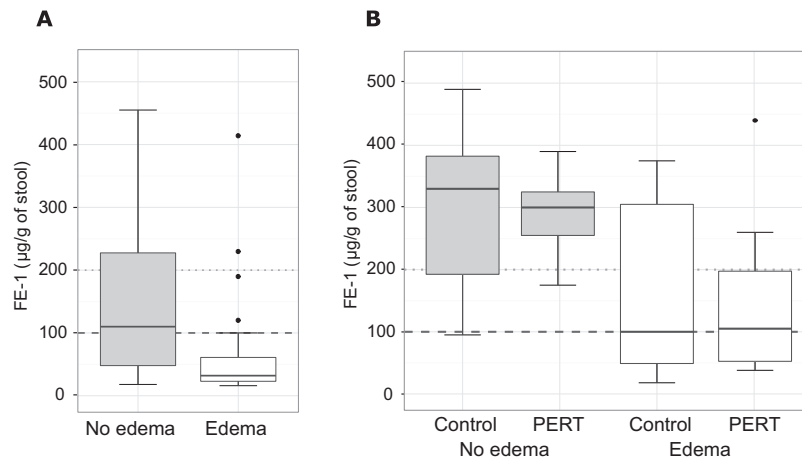 A
FE-1 (μg/g of stool)
500
400
300
200
100
0
No edema Edema
B
FE-1 (μg/g of stool)
500
400
300
200
100
0
Control PERT Control PERT
No edema Edema